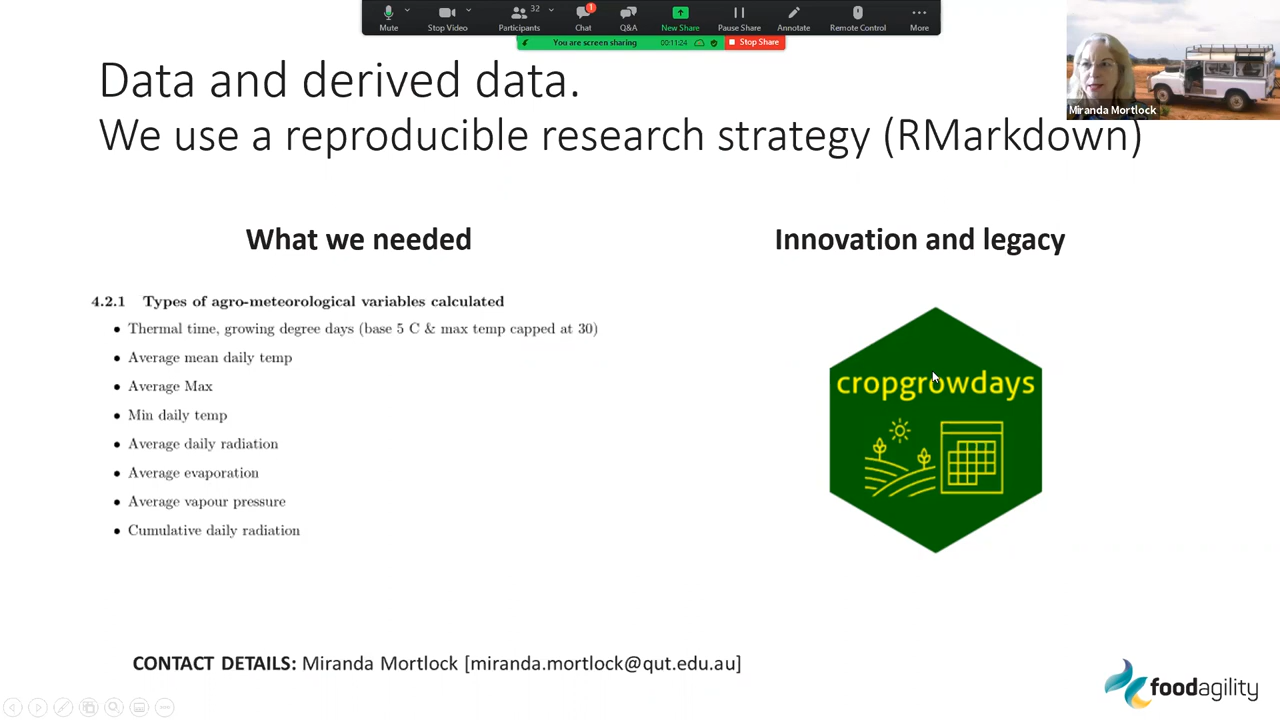 32
1
Mute
Stop Video
Participants
Chat
Q&A
New Share
Pause Share
Annotate
Remote Control
More
You are screen sharing
00:11:24
Stop Share
Miranda Mortlock
Data and derived data.
We use a reproducible research strategy (RMarkdown)
What we needed
Innovation and legacy
4.2.1 Types of agro-meteorological variables calculated
• Thermal time, growing degree days (base 5 C & max temp capped at 30)
• Average mean daily temp
• Average Max
• Min daily temp
• Average daily radiation
• Average evaporation
• Average vapour pressure
• Cumulative daily radiation
cropgrowdays
CONTACT DETAILS: Miranda Mortlock [miranda.mortlock@qut.edu.au]
foodagility